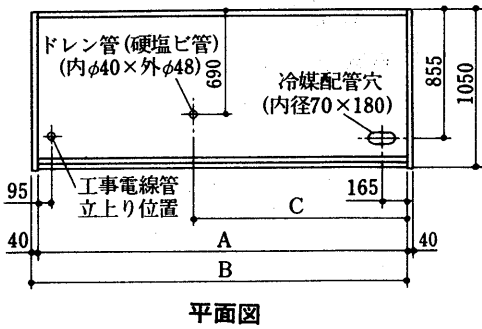 ドレン管(硬塩ビ管)
(内φ40×外φ48)
690
冷媒配管穴
(内径70×180)
855
1050
95
工事電線管
立上り位置
165
C
40
A
40
B
平面図